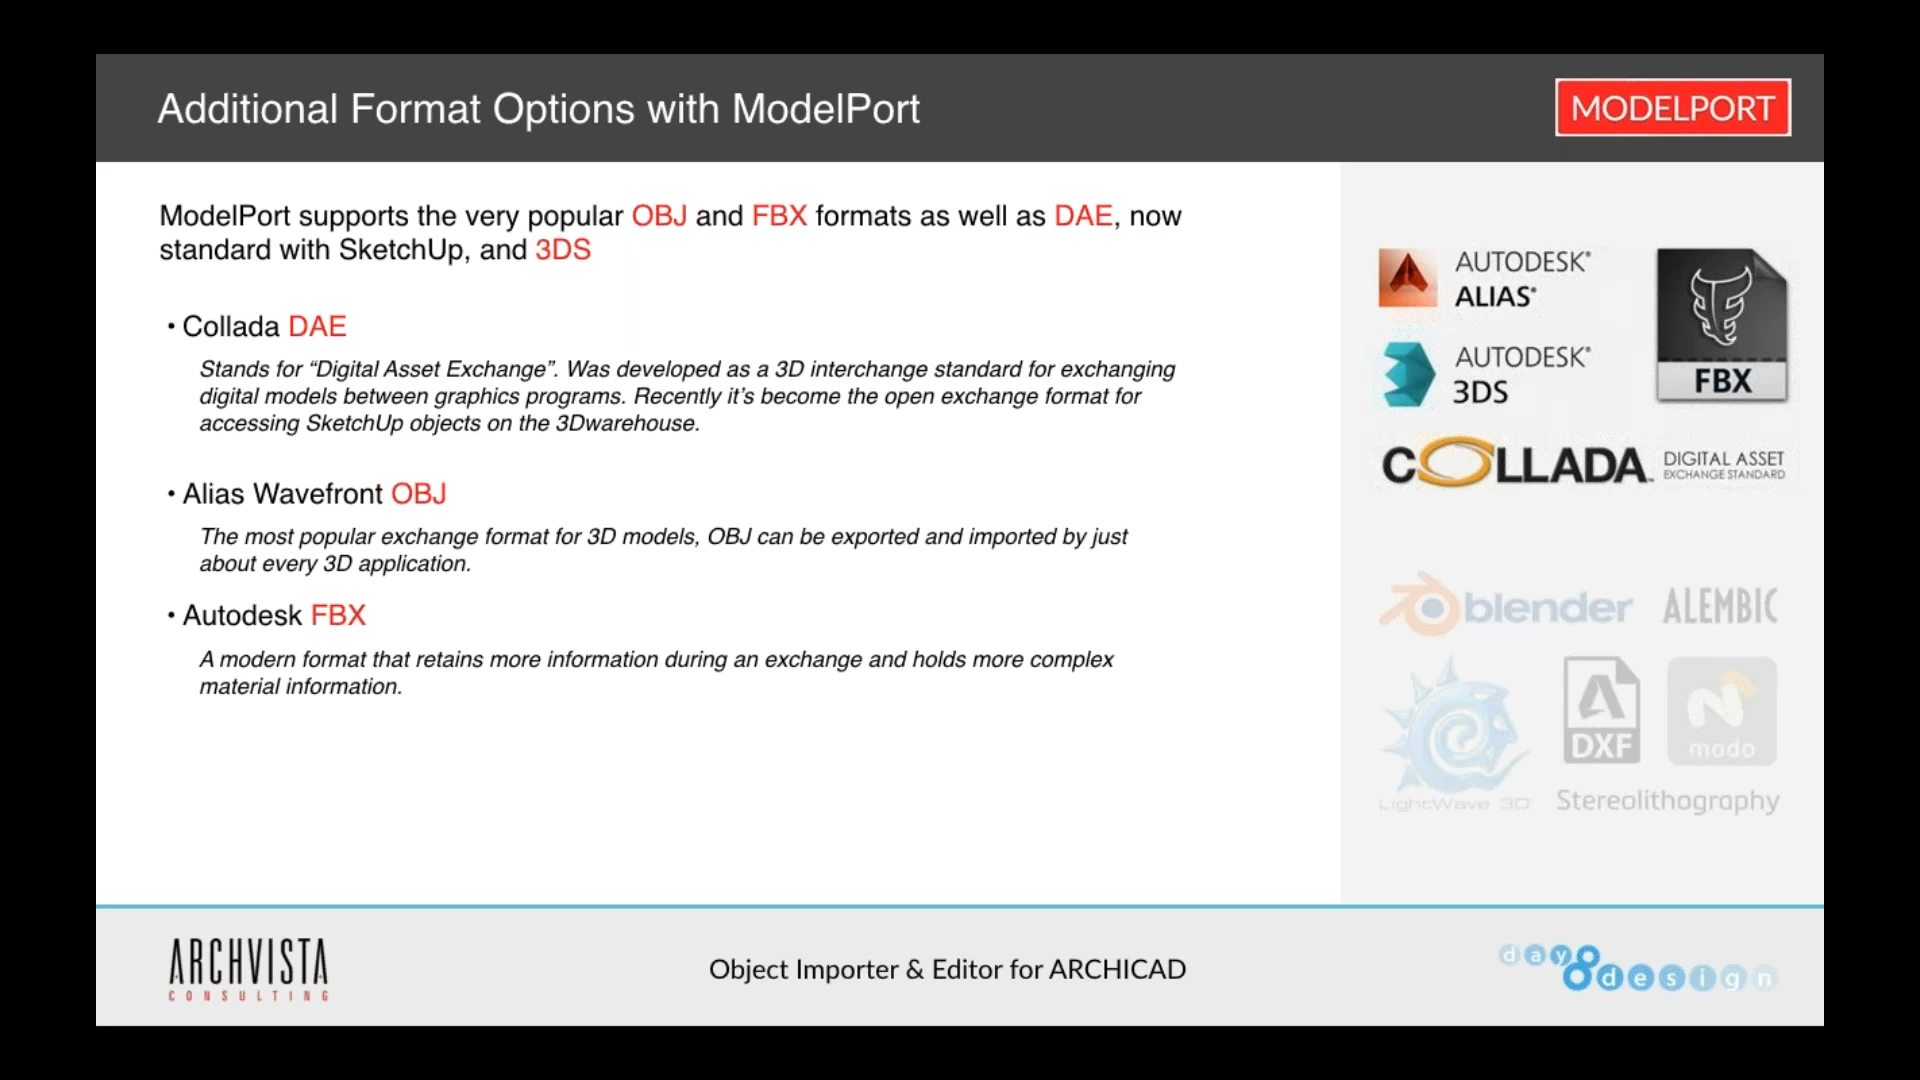 Additional Format Options with ModelPort
MODELPORT
ModelPort supports the very popular OBJ and FBX formats as well as DAE, now
standard with SketchUp, and 3DS
• Collada DAE
Stands for “Digital Asset Exchange”. Was developed as a 3D interchange standard for exchanging
digital models between graphics programs. Recently it’s become the open exchange format for
accessing SketchUp objects on the 3Dwarehouse.
• Alias Wavefront OBJ
The most popular exchange format for 3D models, OBJ can be exported and imported by just
about every 3D application.
• Autodesk FBX
A modern format that retains more information during an exchange and holds more complex
material information.
AUTODESK®
ALIAS®
AUTODESK®
3DS
FBX
COLLADA™
DIGITAL ASSET
EXCHANGE STANDARD
blender
ALEMBIC
LightWave 3D
DXF
modo
Stereolithography
ARCHVISTA
CONSULTING
Object Importer & Editor for ARCHICAD
day8design